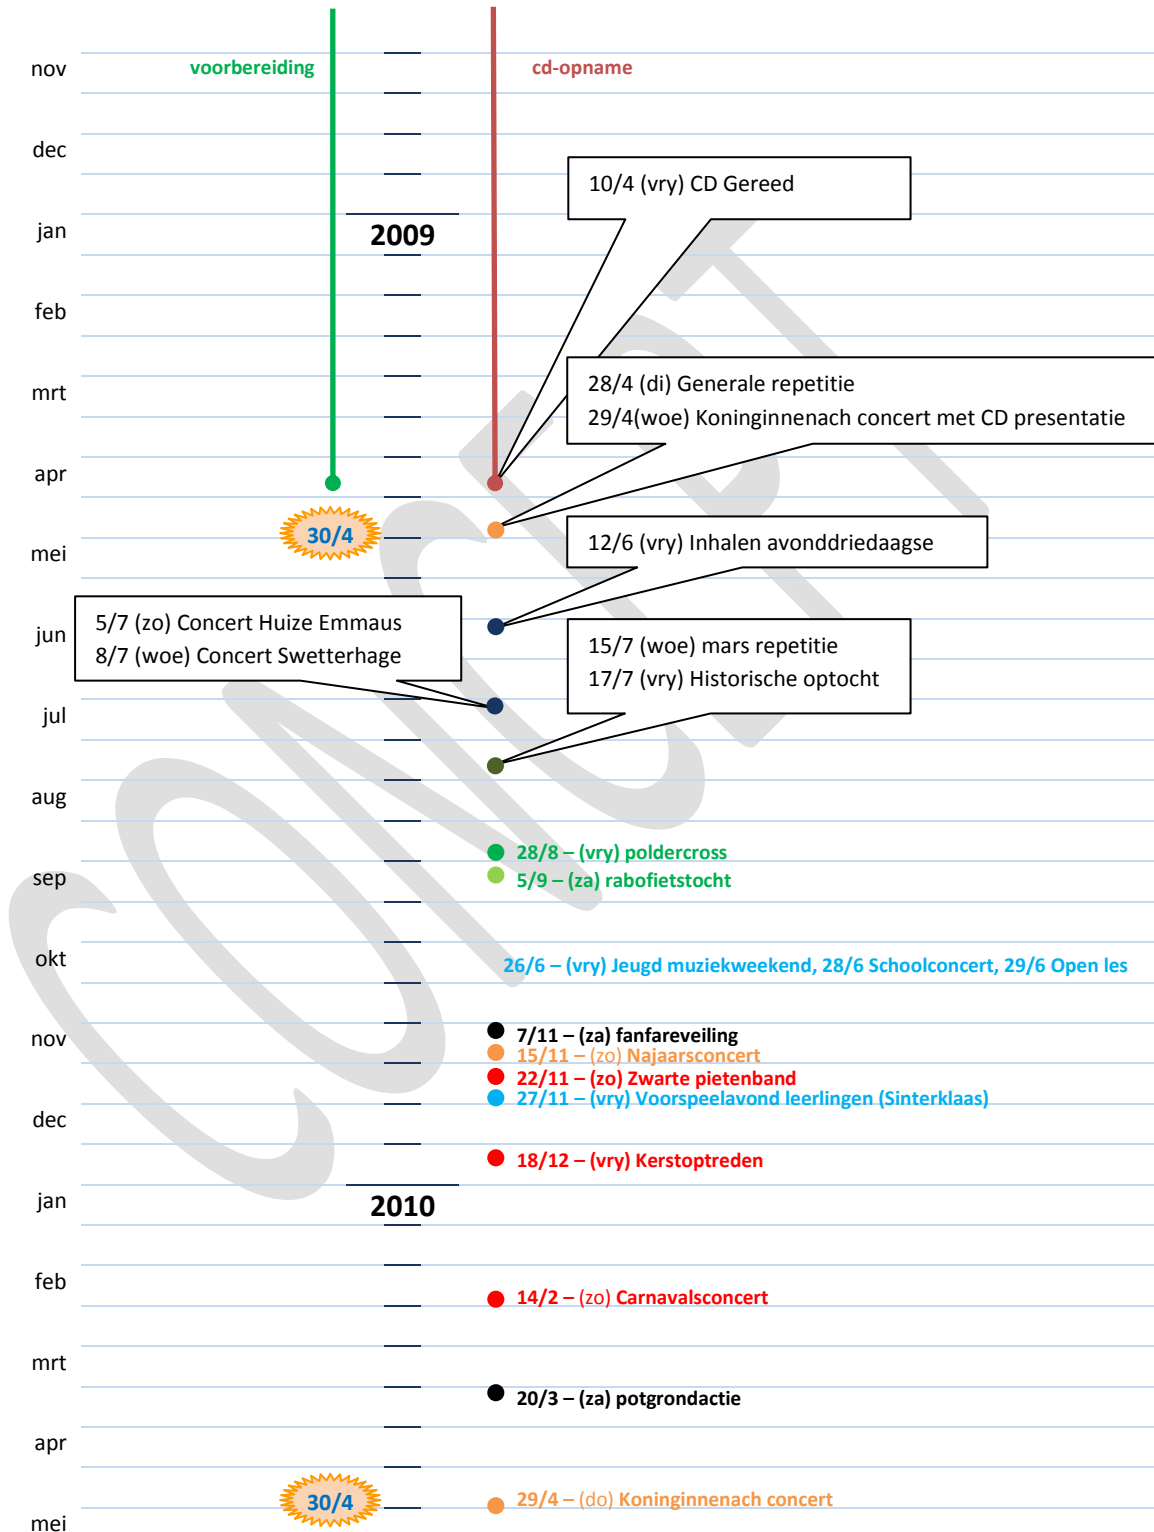 nov
voorbereiding
cd-opname
dec
10/4 (vry) CD Gereed
jan
2009
feb
mrt
28/4 (di) Generale repetitie
29/4(woe) Koninginnenach concert met CD presentatie
apr
30/4
mei
12/6 (vry) Inhalen avonddriedaagse
jun
5/7 (zo) Concert Huize Emmaus
8/7 (woe) Concert Swetterhage
15/7 (woe) mars repetitie
17/7 (vry) Historische optocht
jul
aug
28/8 – (vry) poldercross
sep
5/9 – (za) rabofietstocht
okt
26/6 – (vry) Jeugd muziekweekend, 28/6 Schoolconcert, 29/6 Open les
nov
7/11 – (za) fanfareveiling
15/11 – (zo) Najaarsconcert
22/11 – (zo) Zwarte pietenband
27/11 – (vry) Voorspeelavond leerlingen (Sinterklaas)
dec
18/12 – (vry) Kerstoptreden
jan
2010
feb
14/2 – (zo) Carnavalsconcert
mrt
20/3 – (za) potgrondactie
apr
30/4
29/4 – (do) Koninginnenach concert
mei
CONCEPT